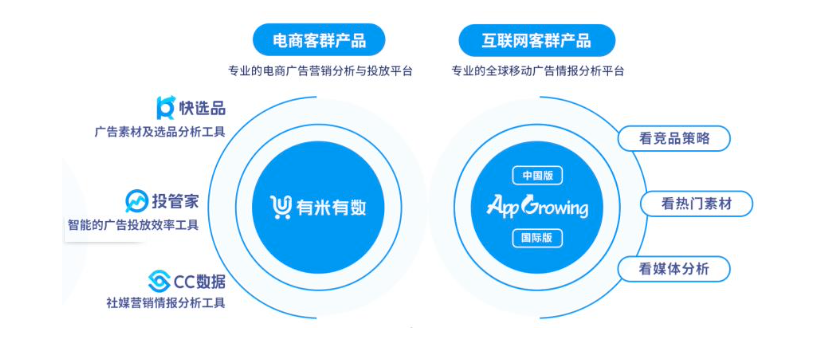 电商客群产品
专业的电商广告营销分析与投放平台
快选品
广告素材及选品分析工具
投管家
智能的广告投放效率工具
CC数据
社媒营销情报分析工具
有米有数
互联网客群产品
专业的全球移动广告情报分析平台
中国版
App Growing
国际版
看竞品策略
看热门素材
看媒体分析